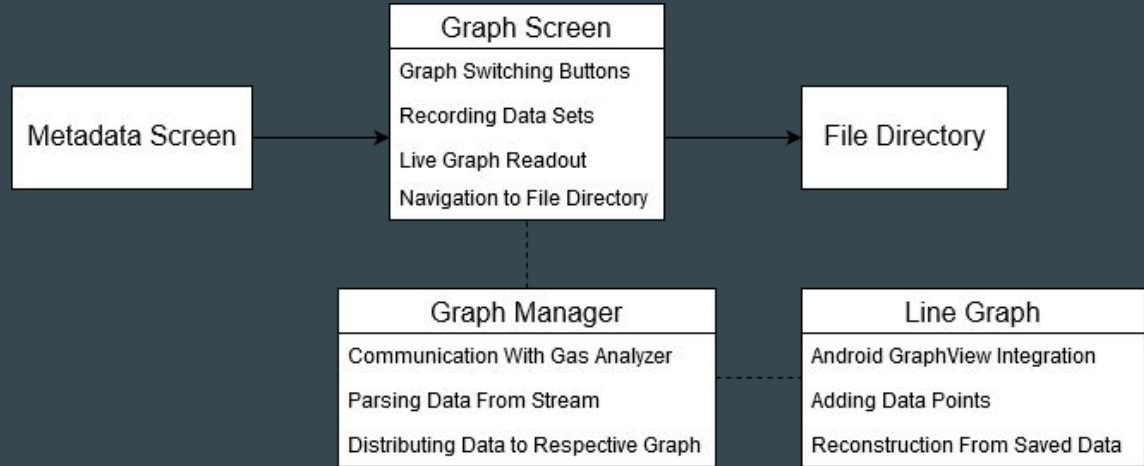 Metadata Screen
Graph Screen
Graph Switching Buttons
Recording Data Sets
Live Graph Readout
Navigation to File Directory
File Directory
Graph Manager
Communication With Gas Analyzer
Parsing Data From Stream
Distributing Data to Respective Graph
Line Graph
Android GraphView Integration
Adding Data Points
Reconstruction From Saved Data